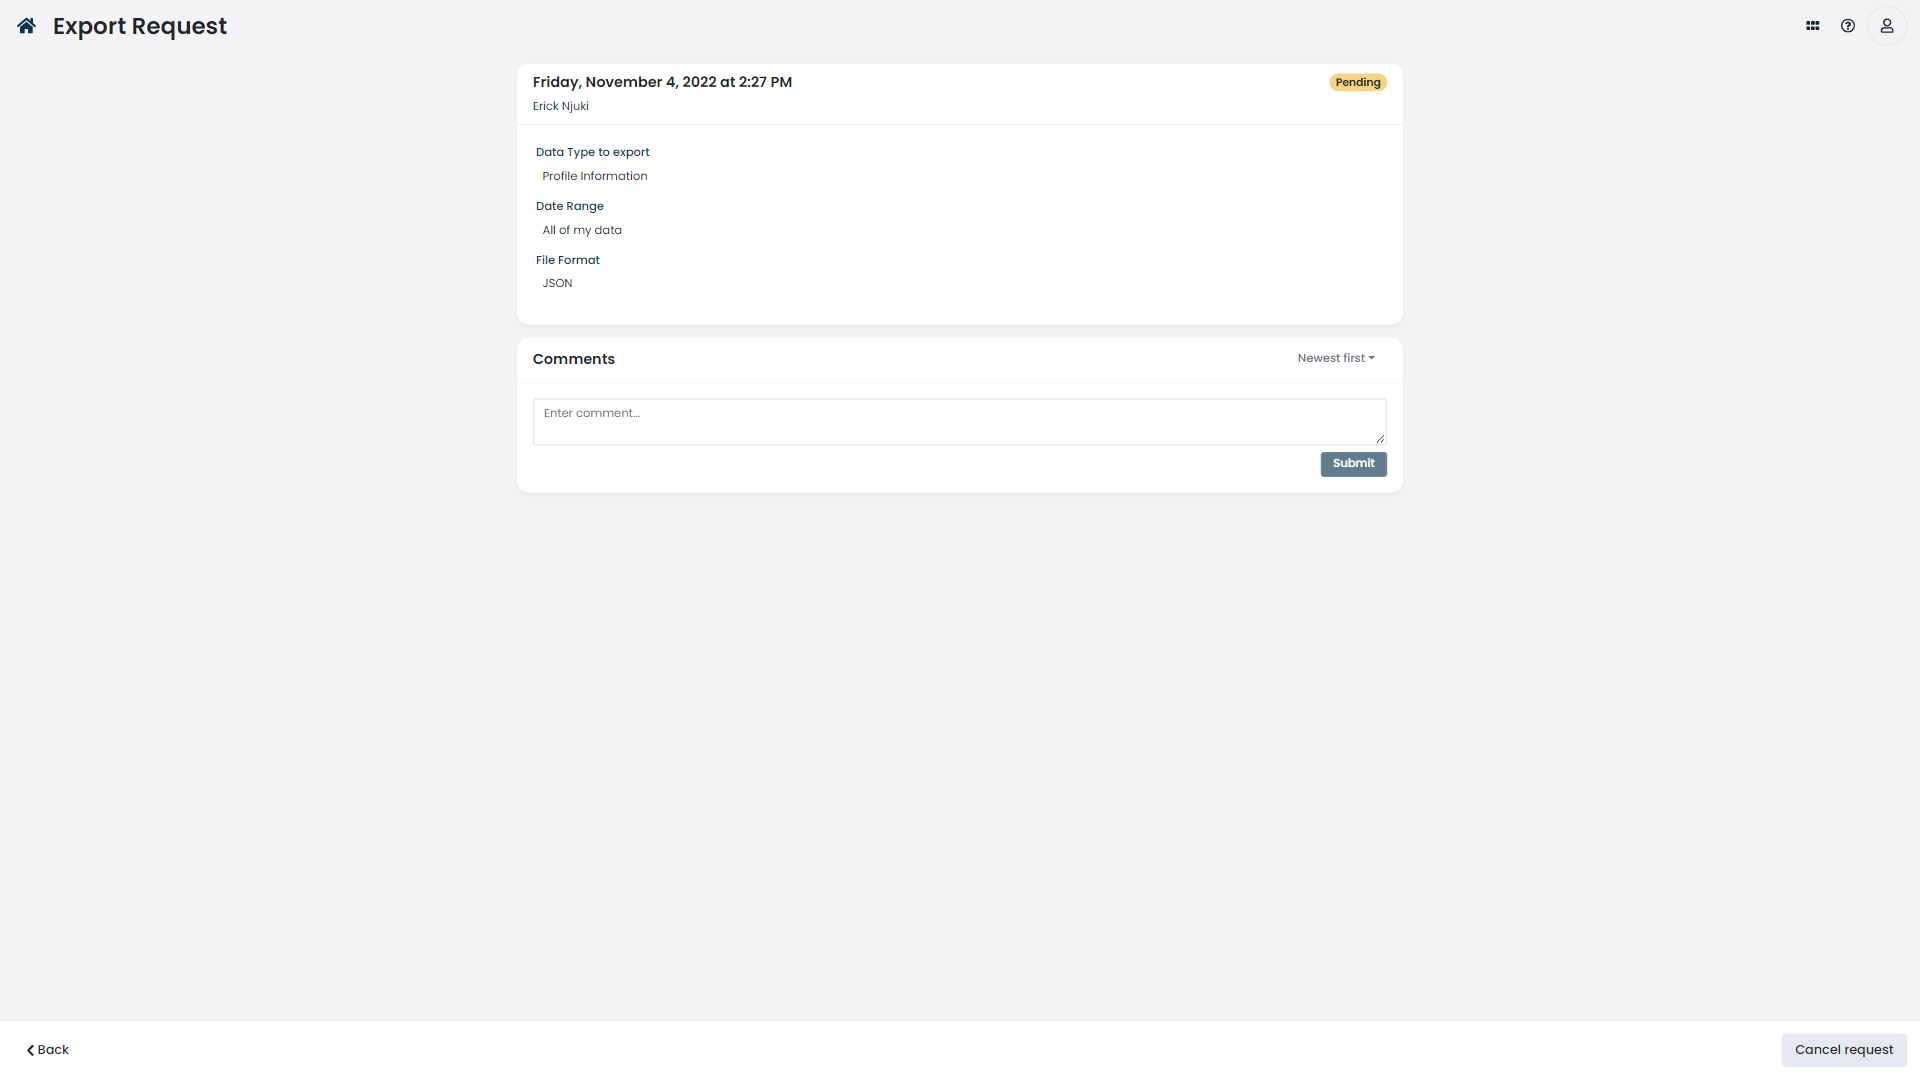 Export Request
Friday, November 4, 2022 at 2:27 PM
Pending
Erick Njuki
Data Type to export
Profile Information
Date Range
All of my data
File Format
JSON
Comments
Newest first
Enter comment...
Submit
Back
Cancel request